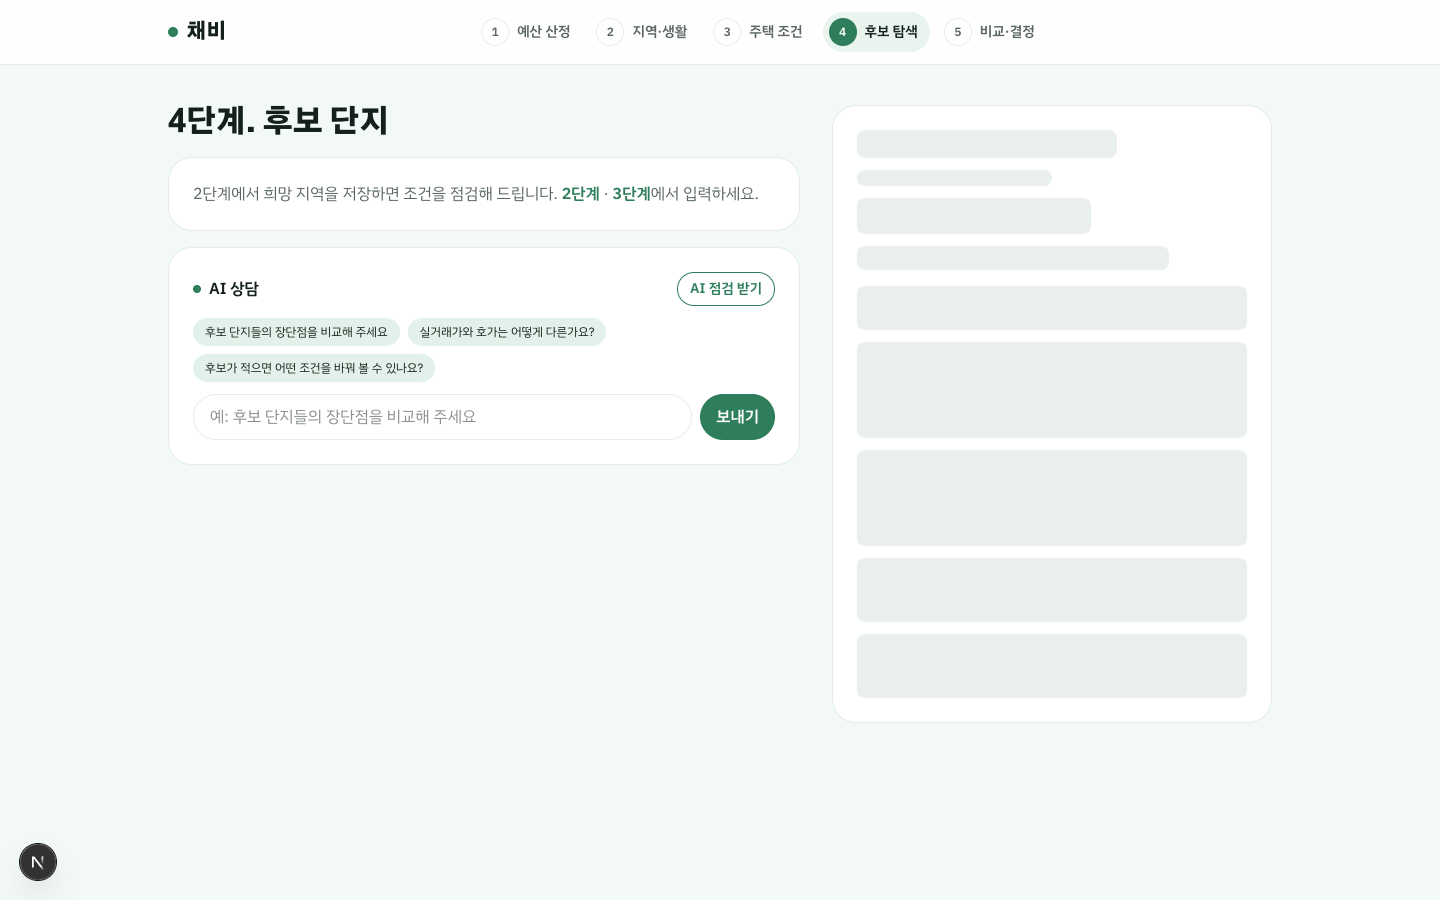 채비
1 예산 산정
2 지역·생활
3 주택 조건
4 후보 탐색
5 비교·결정
4단계. 후보 단지
2단계에서 희망 지역을 저장하면 조건을 점검해 드립니다. 2단계 · 3단계에서 입력하세요.
AI 상담
AI 점검 받기
후보 단지들의 장단점을 비교해 주세요
실거래가와 호가는 어떻게 다른가요?
후보가 적으면 어떤 조건을 바꿔 볼 수 있나요?
예: 후보 단지들의 장단점을 비교해 주세요
보내기
N